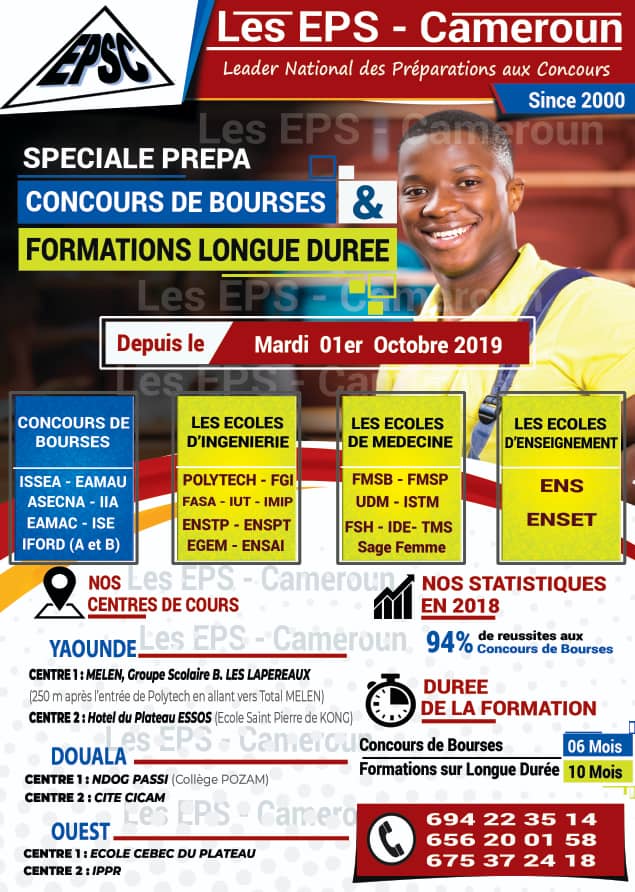 EPSC
Les EPS - Cameroun
Leader National des Préparations aux Concours
Since 2000
Les EPS - Cameroun
SPECIALE PREPA
CONCOURS DE BOURSES &
FORMATIONS LONGUE DUREE
Les EPS - Cameroun
Depuis le Mardi 01er Octobre 2019
Les EPS - Cameroun
CONCOURS DE
BOURSES
ISSEA - EAMAU
ASECNA - IIA
EAMAC - ISE
IFORD (A et B)
LES ECOLES
D'INGENIERIE
POLYTECH - FGI
FASA - IUT - IMIP
ENSTP - ENSPT
EGEM - ENSAI
LES ECOLES
DE MEDECINE
FMSB - FMSP
UDM - ISTM
FSH - IDE- TMS
Sage Femme
LES ECOLES
D'ENSEIGNEMENT
ENS
ENSET
Les EPS - Cameroun
NOS
CENTRES DE COURS
YAOUNDE
Les EPS - Cameroun
CENTRE 1 : MELEN, Groupe Scolaire B. LES LAPEREAUX
(250 m après l'entrée de Polytech en allant vers Total MELEN)
CENTRE 2 : Hotel du Plateau ESSOS (Ecole Saint Pierre de KONG)
Les EPS - Cameroun
DOUALA
CENTRE 1 : NDOG PASSI (Collège POZAM)
CENTRE 2 : CITE CICAM
Les EPS - Cameroun
OUEST
CENTRE 1 : ECOLE CEBEC DU PLATEAU
CENTRE 2 : IPPR
NOS STATISTIQUES
EN 2018
94% de reussites aux
Concours de Bourses
DUREE
DE LA FORMATION
Concours de Bourses 06 Mois
Formations sur Longue Durée 10 Mois
694 22 35 14
656 20 01 58
675 37 24 18